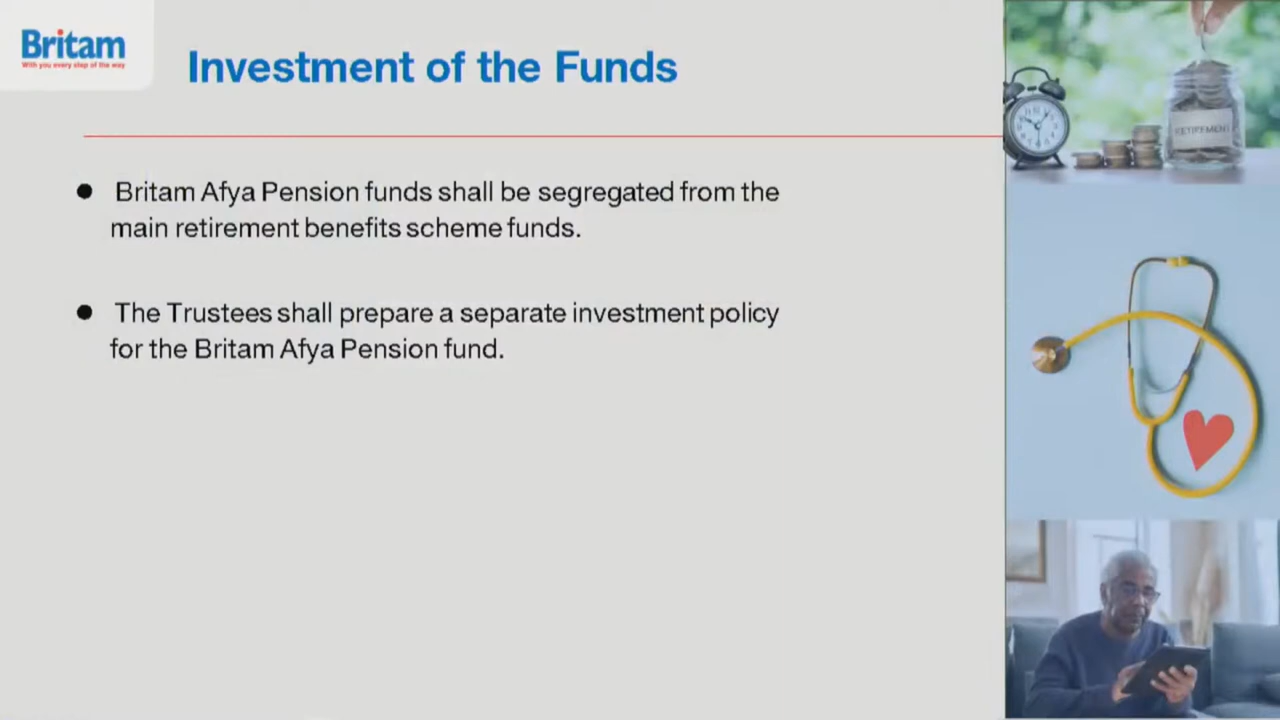 Britam
With you every step of the way
Investment of the Funds
● Britam Afya Pension funds shall be segregated from the
main retirement benefits scheme funds.
● The Trustees shall prepare a separate investment policy
for the Britam Afya Pension fund.
RETIREMENT